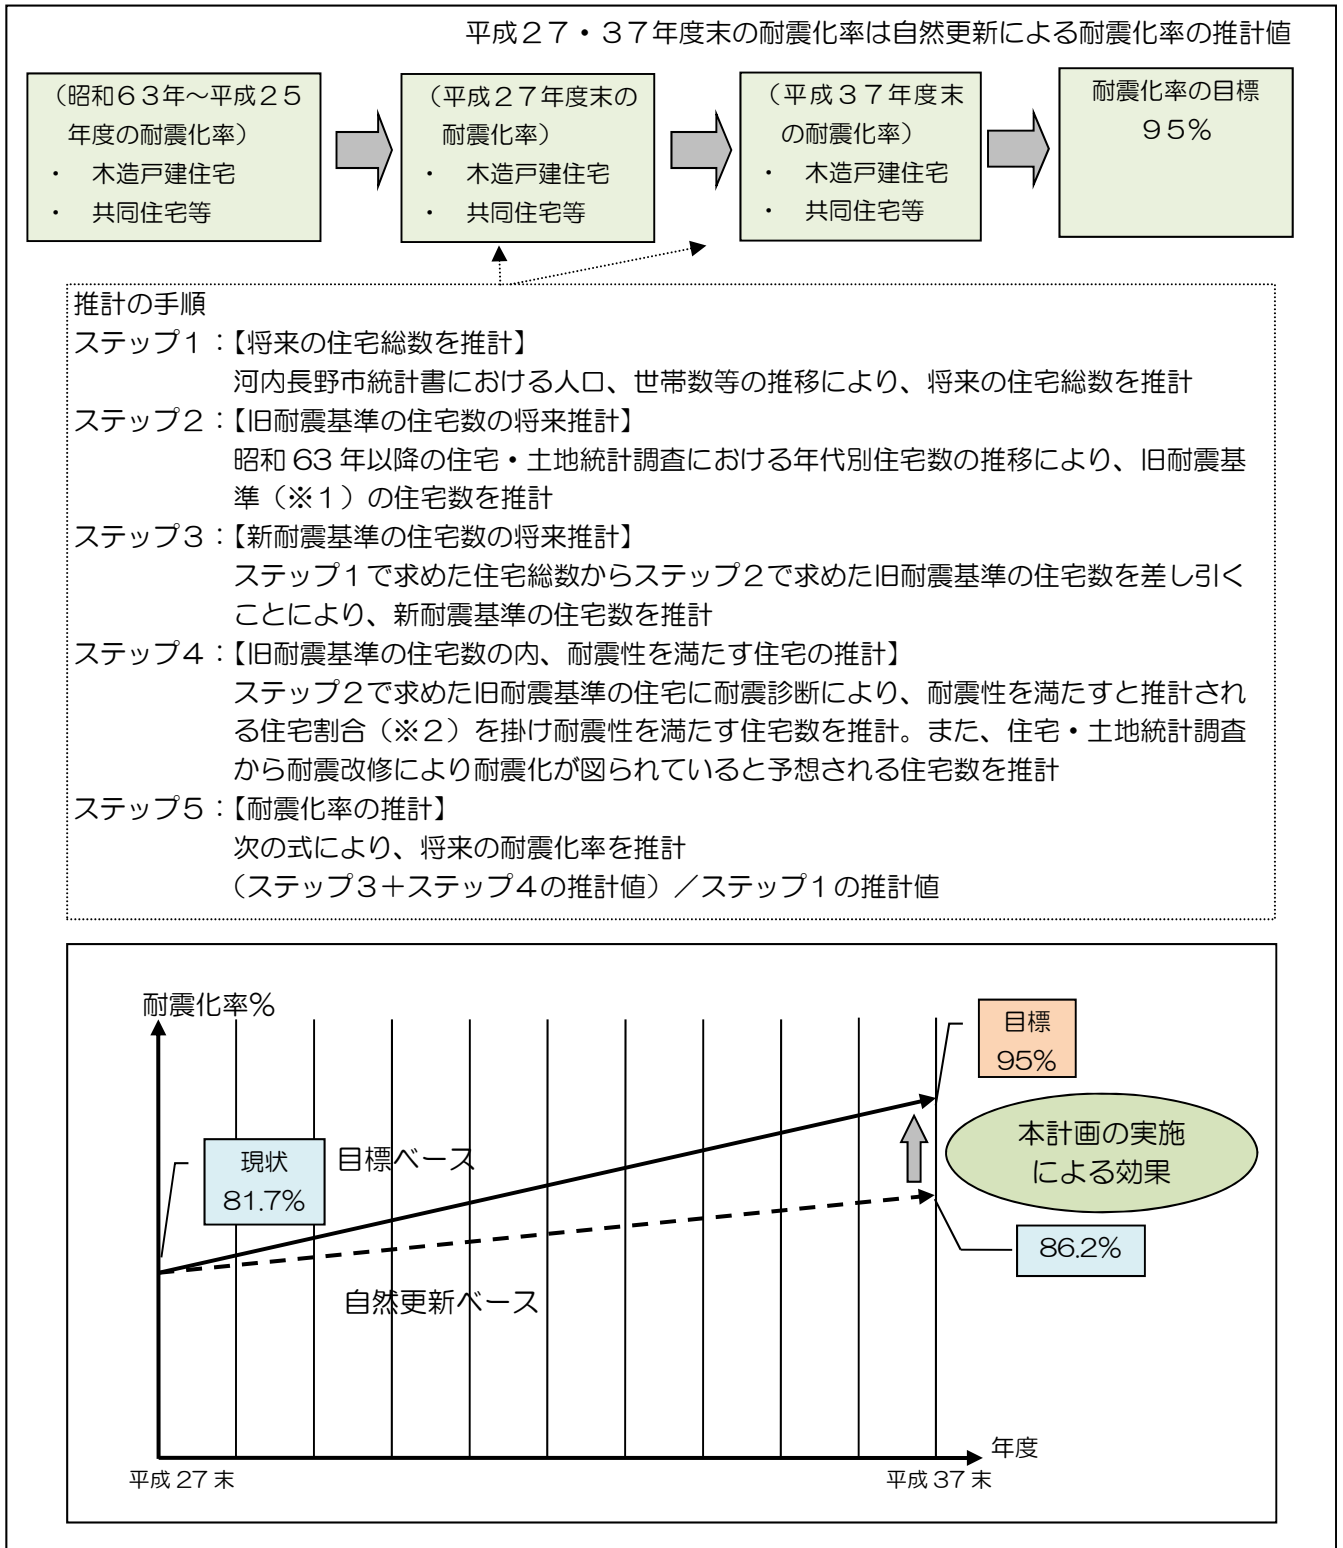 平成２７・３７年度末の耐震化率は自然更新による耐震化率の推計値
（昭和６３年～平成２５
年度の耐震化率）
・　木造戸建住宅
・　共同住宅等
（平成２７年度末の
耐震化率）
・　木造戸建住宅
・　共同住宅等
（平成３７年度末
の耐震化率）
・　木造戸建住宅
・　共同住宅等
耐震化率の目標
９５％
推計の手順
ステップ１：【将来の住宅総数を推計】
河内長野市統計書における人口、世帯数等の推移により、将来の住宅総数を推計
ステップ２：【旧耐震基準の住宅数の将来推計】
昭和 63 年以降の住宅・土地統計調査における年代別住宅数の推移により、旧耐震基
準（※１）の住宅数を推計
ステップ３：【新耐震基準の住宅数の将来推計】
ステップ１で求めた住宅総数からステップ２で求めた旧耐震基準の住宅数を差し引く
ことにより、新耐震基準の住宅数を推計
ステップ４：【旧耐震基準の住宅数の内、耐震性を満たす住宅の推計】
ステップ２で求めた旧耐震基準の住宅に耐震診断により、耐震性を満たすと推計され
る住宅割合（※２）を掛け耐震性を満たす住宅数を推計。また、住宅・土地統計調査
から耐震改修により耐震化が図られていると予想される住宅数を推計
ステップ５：【耐震化率の推計】
次の式により、将来の耐震化率を推計
（ステップ３＋ステップ４の推計値）／ステップ１の推計値
耐震化率％
目標
95%
本計画の実施
による効果
現状
81.7%
目標ベース
86.2%
自然更新ベース
年度
平成 27 末
平成 37 末